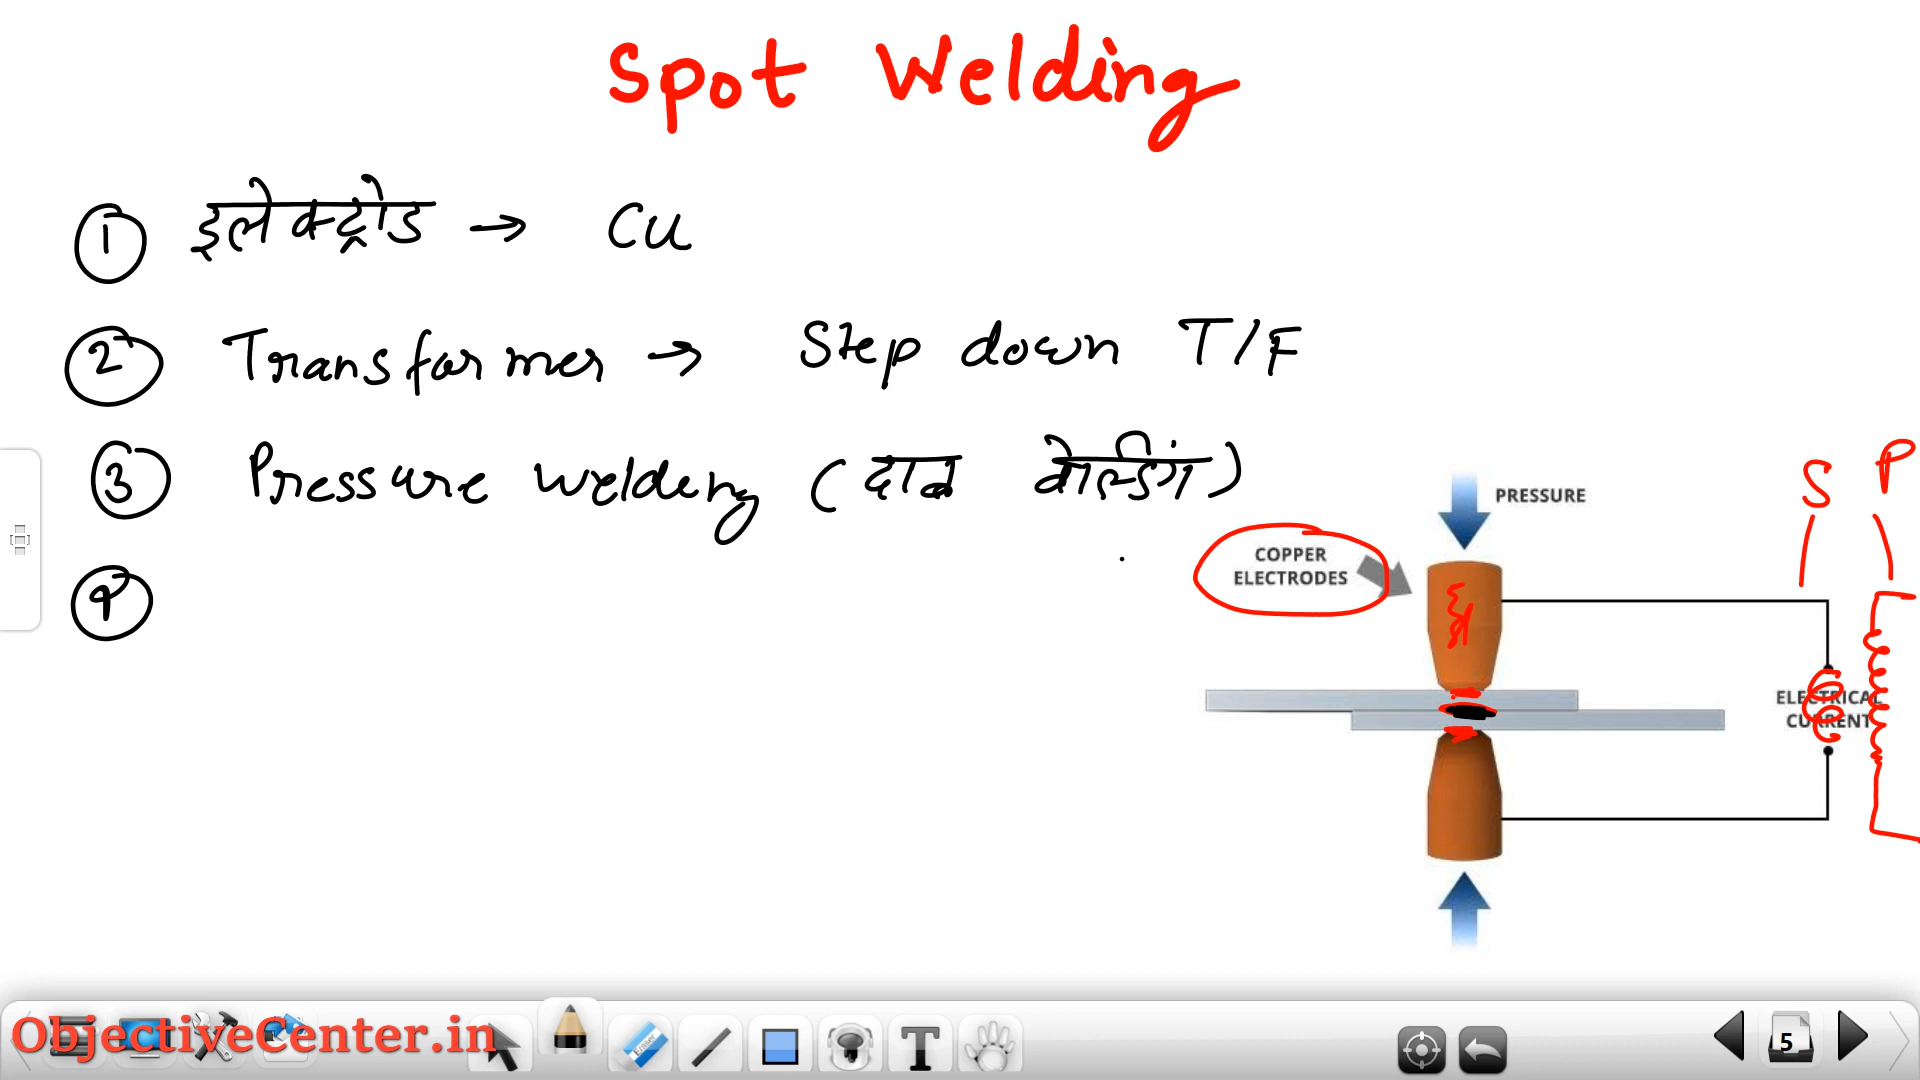 Spot Welding
① इलेक्ट्रोड → Cu
② Transformer → Step down T/F
③ Pressure welding (दाब वेल्डिंग)
④
S P
PRESSURE
COPPER
ELECTRODES
ELECTRICAL
CURRENT
ObjectiveCenter.in
Eraser
T
5